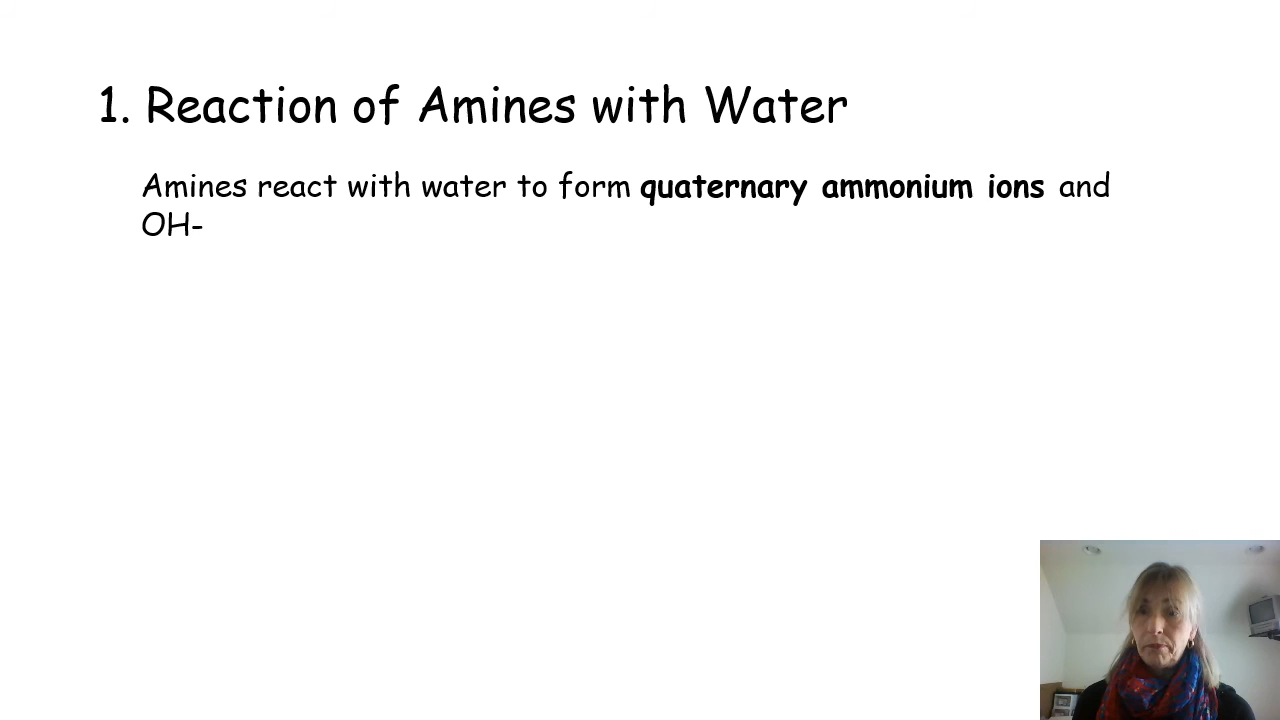 1. Reaction of Amines with Water
Amines react with water to form quaternary ammonium ions and
OH-